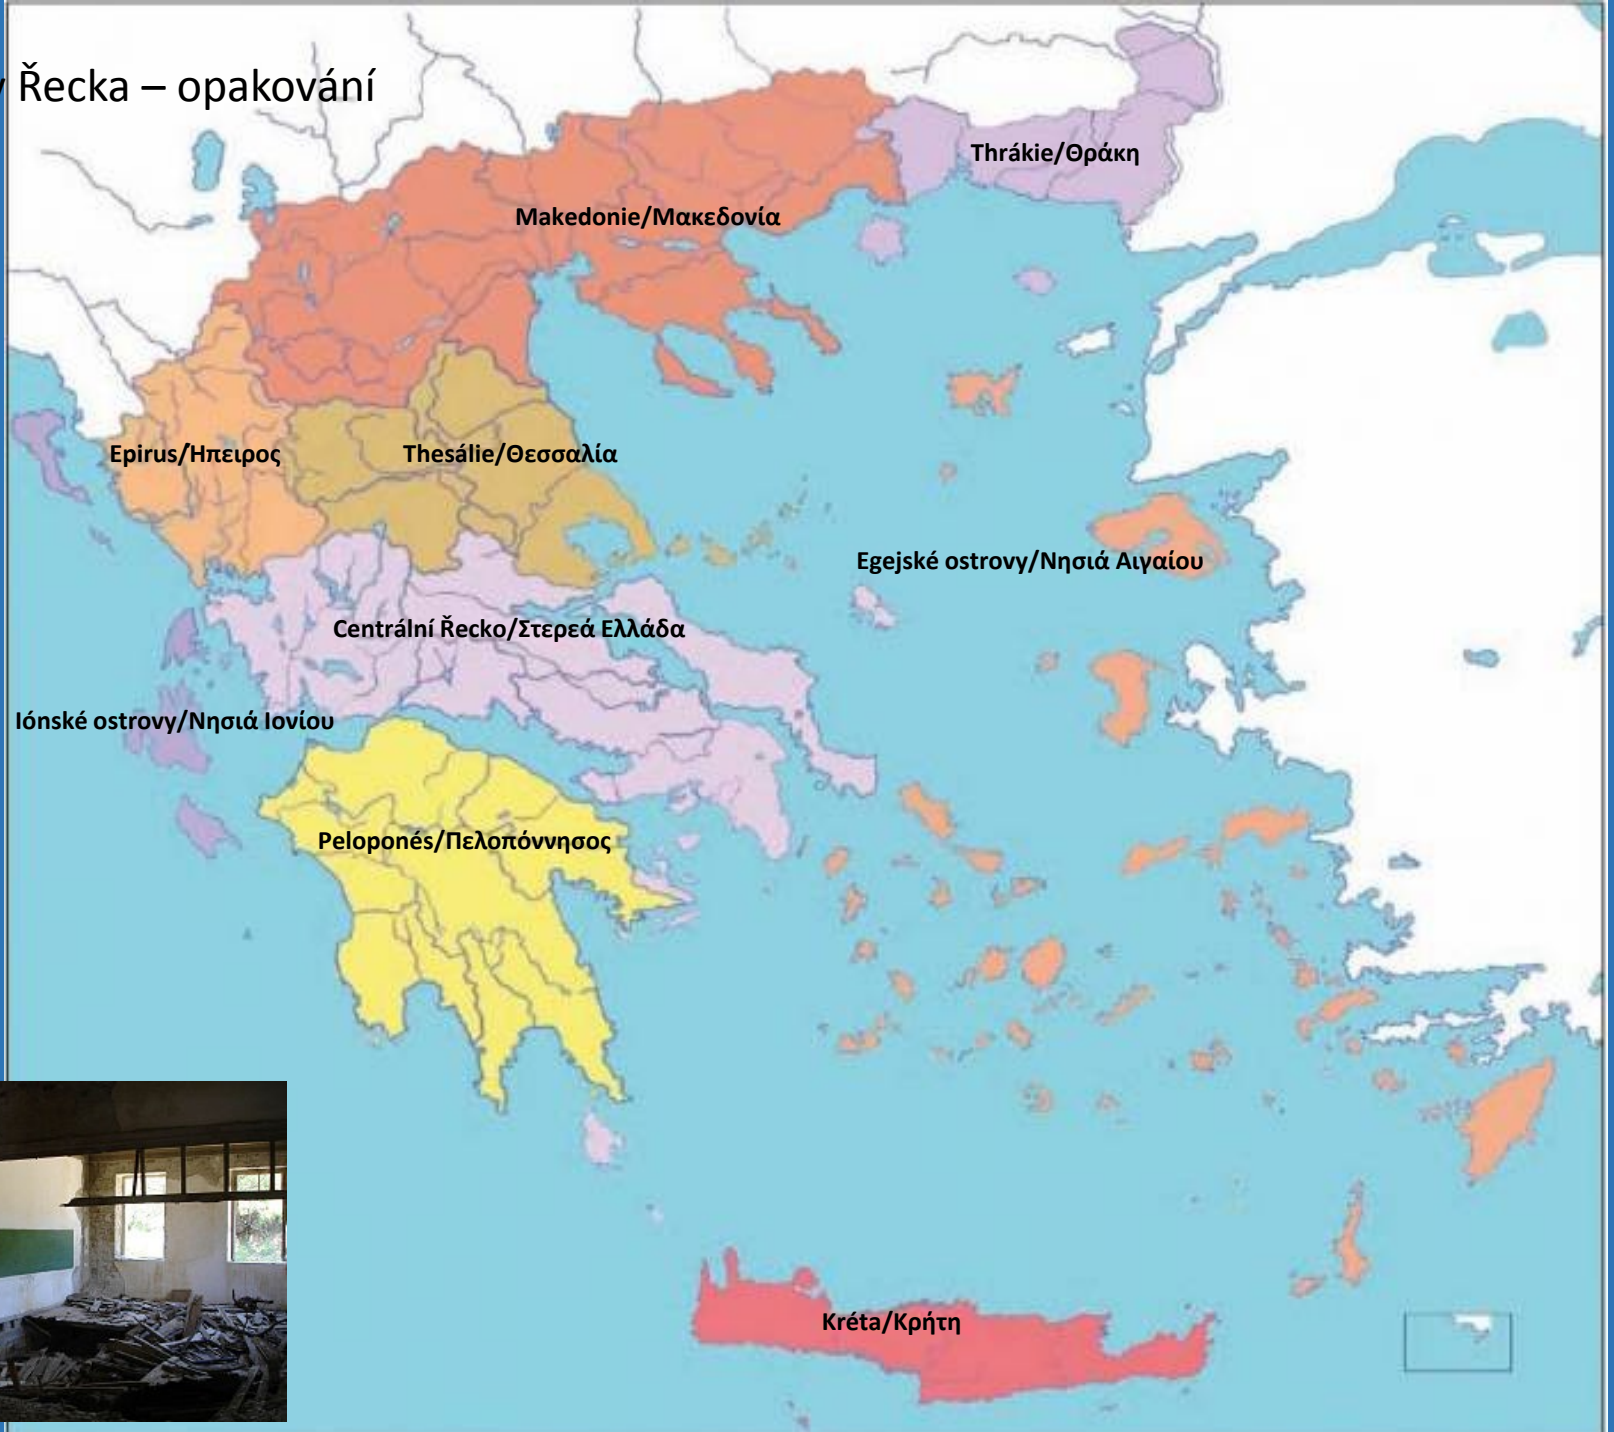 Řecka – opakování
Thrákie/Θράκη
Makedonie/Μακεδονία
Epirus/Ηπειρος
Thesálie/Θεσσαλία
Egejské ostrovy/Νησιά Αιγαίου
Centrální Řecko/Στερεά Ελλάδα
Iónské ostrovy/Νησιά Ιονίου
Peloponés/Πελοπόννησος
Kréta/Κρήτη